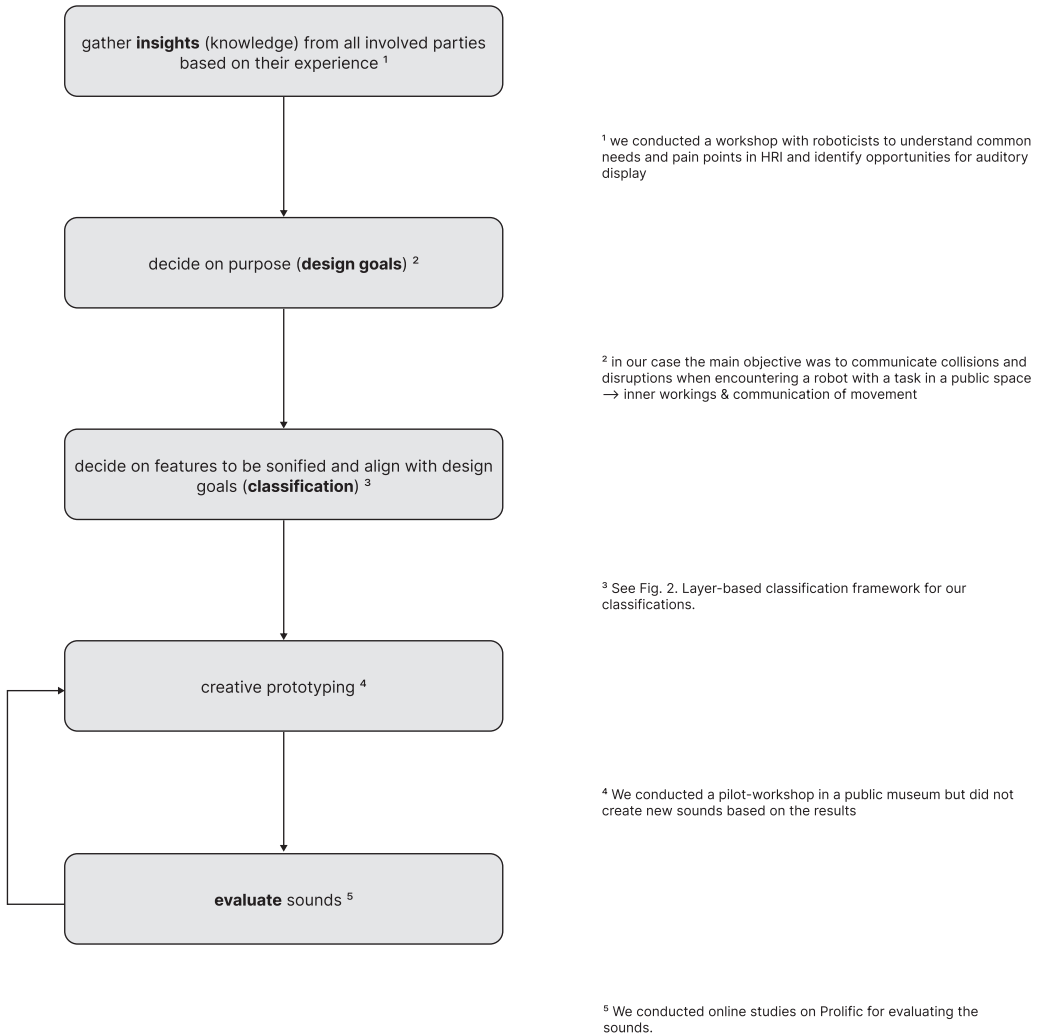 gather insights (knowledge) from all involved parties
based on their experience ¹
¹ we conducted a workshop with roboticists to understand common
needs and pain points in HRI and identify opportunities for auditory
display
decide on purpose (design goals) ²
² in our case the main objective was to communicate collisions and
disruptions when encountering a robot with a task in a public space
→ inner workings & communication of movement
decide on features to be sonified and align with design
goals (classification) ³
³ See Fig. 2. Layer-based classification framework for our
classifications.
creative prototyping ⁴
⁴ We conducted a pilot-workshop in a public museum but did not
create new sounds based on the results
evaluate sounds ⁵
⁵ We conducted online studies on Prolific for evaluating the
sounds.